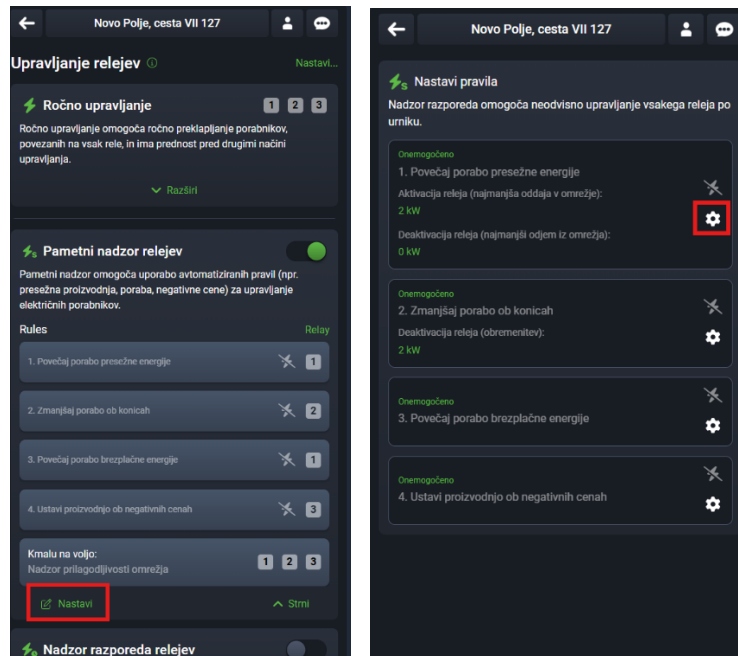 Novo Polje, cesta VII 127
Upravljanje relejev
Nastavi...
Ročno upravljanje
1 2 3
Ročno upravljanje omogoča ročno preklapljanje porabnikov,
povezanih na vsak rele, in ima prednost pred drugimi načini
upravljanja.
Razširi
Pametni nadzor relejev
Pametni nadzor omogoča uporabo avtomatiziranih pravil (npr.
presežna proizvodnja, poraba, negativne cene) za upravljanje
električnih porabnikov.
Rules
Relay
1. Povečaj porabo presežne energije
1
2. Zmanjšaj porabo ob konicah
2
3. Povečaj porabo brezplačne energije
1
4. Ustavi proizvodnjo ob negativnih cenah
3
Kmalu na voljo:
Nadzor prilagodljivosti omrežja
1 2 3
Nastavi
Strni
Nadzor razporeda relejev
Novo Polje, cesta VII 127
Nastavi pravila
Nadzor razporeda omogoča neodvisno upravljanje vsakega releja po
urniku.
Onemogočeno
1. Povečaj porabo presežne energije
Aktivacija releja (najmanjša oddaja v omrežje):
2 kW
Deaktivacija releja (najmanjši odjem iz omrežja):
0 kW
Onemogočeno
2. Zmanjšaj porabo ob konicah
Deaktivacija releja (obremenitev):
2 kW
Onemogočeno
3. Povečaj porabo brezplačne energije
Onemogočeno
4. Ustavi proizvodnjo ob negativnih cenah